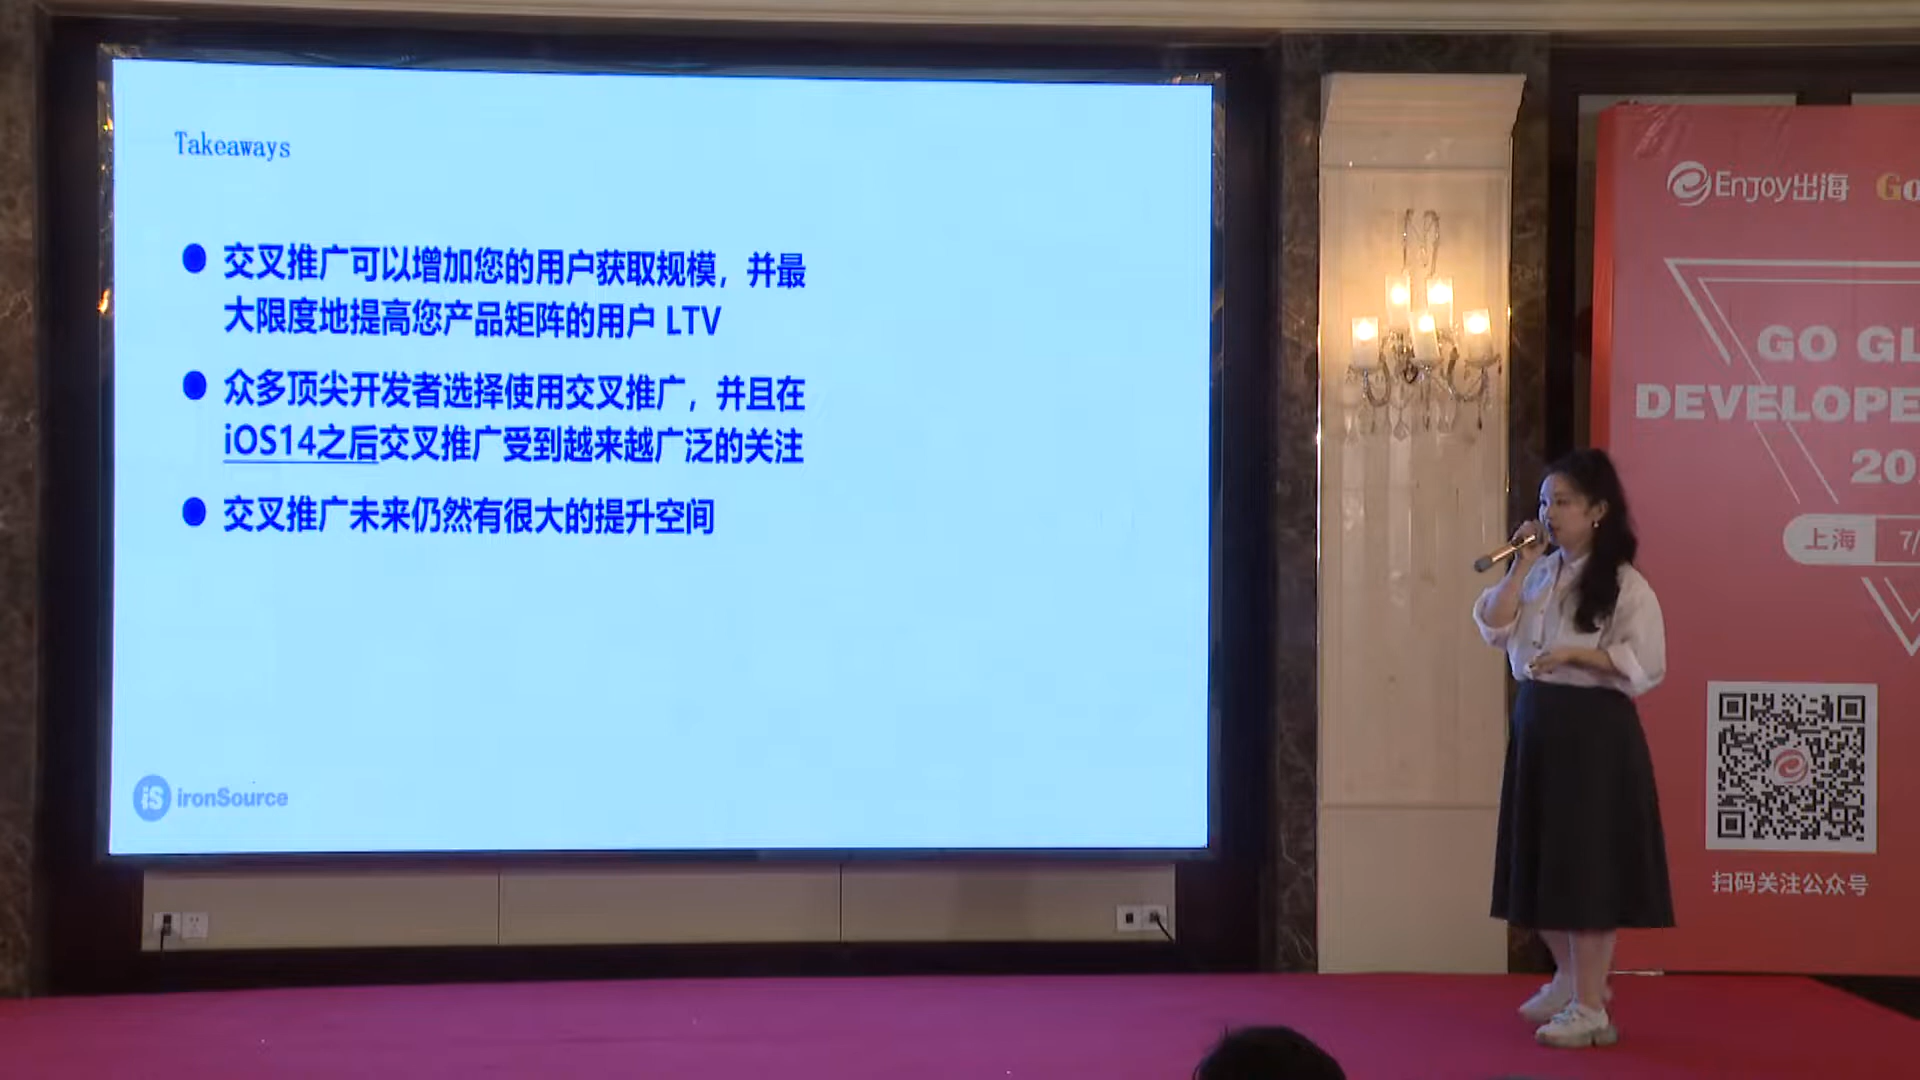 Takeaways
交叉推广可以增加您的用户获取规模，并最
大限度地提高您产品矩阵的用户 LTV
众多顶尖开发者选择使用交叉推广，并且在
iOS14之后交叉推广受到越来越广泛的关注
交叉推广未来仍然有很大的提升空间
iS ironSource
Enjoy出海 Go
GO GL
DEVELOPE
20
上海 7/
扫码关注公众号